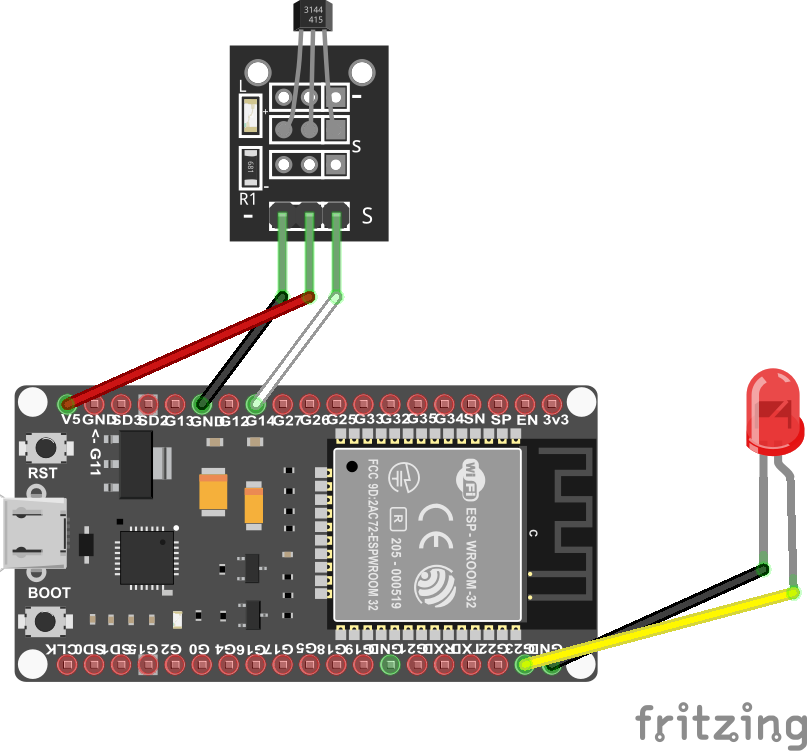 3144
415
L
+
-
S
681
R1
-
-
S
V5 GND SD3 SD2 G13 GND G12 G14 G27 G26 G25 G33 G32 G35 G34 SN SP EN 3v3
<- G11
RST
BOOT
FCC 9D:2AC72-ESPWROOM 32
R
205 - 000519
CE
Wi Fi
ESP- WROOM -32
C
CLK SD0 SD1 G15 G2 G0 G4 G16 G17 G5 G18 G19 GND G21 RXD TXD G22 G23 GND
fritzing